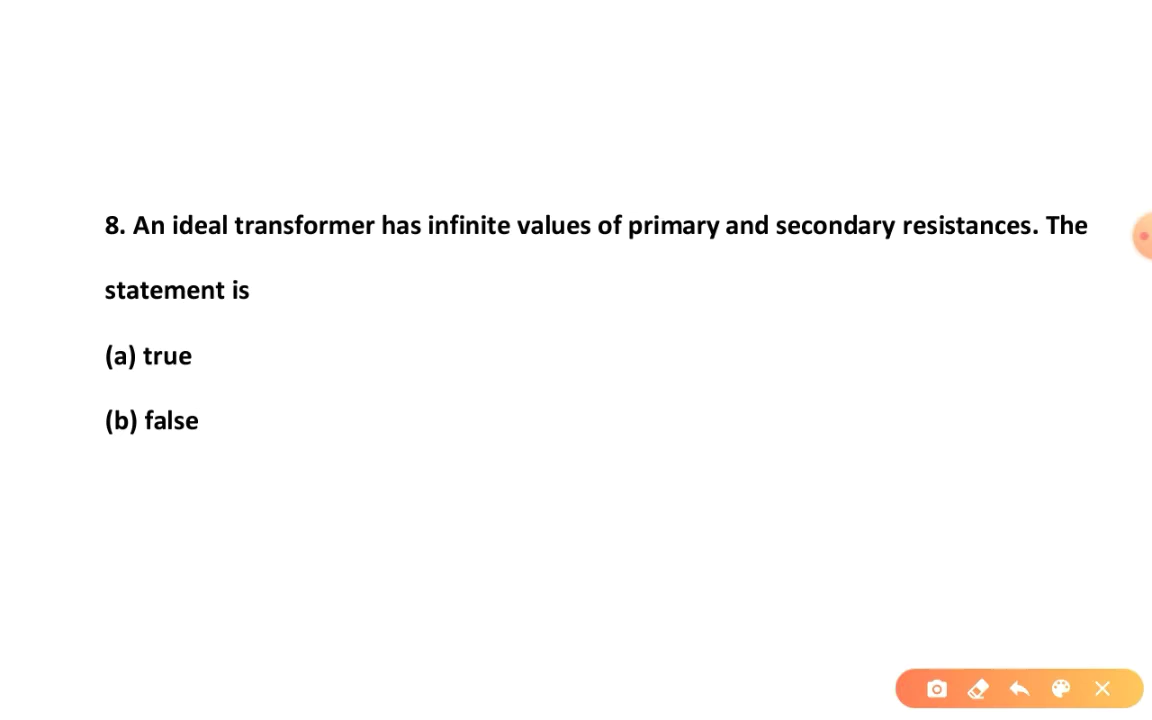 8. An ideal transformer has infinite values of primary and secondary resistances. The
statement is
(a) true
(b) false